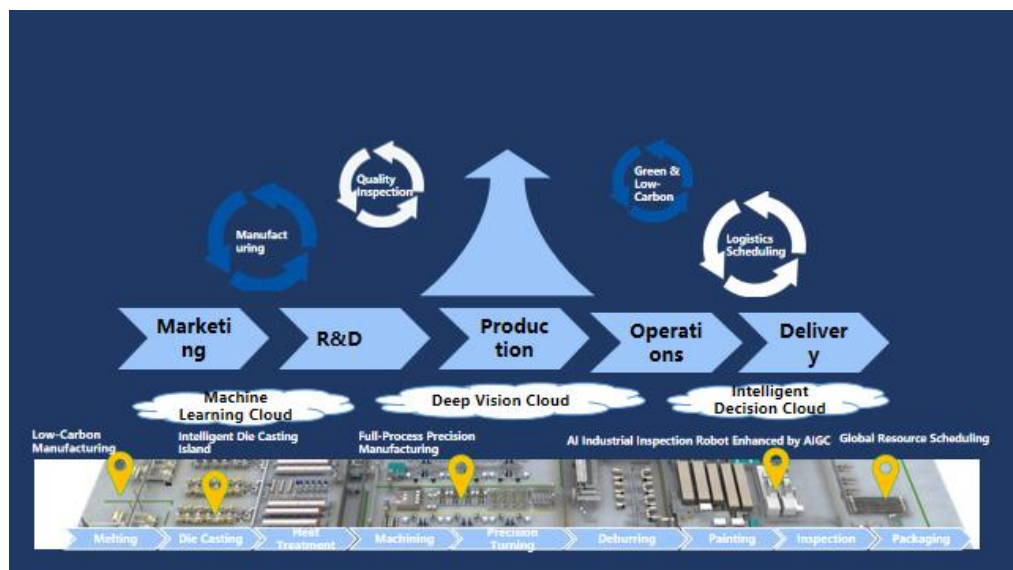 Quality
Inspection
Green &
Low-
Carbon
Manufact
uring
Logistics
Scheduling
Marketi
ng
R&D
Produc
tion
Operati
ons
Deliver
y
Machine
Learning Cloud
Deep Vision Cloud
Intelligent
Decision Cloud
Low-Carbon
Manufacturing
Intelligent Die Casting
Island
Full-Process Precision
Manufacturing
AI Industrial Inspection Robot Enhanced by AIGC
Global Resource Scheduling
Melting
Die Casting
Heat
Treatment
Machining
Precision
Turning
Deburring
Painting
Inspection
Packaging